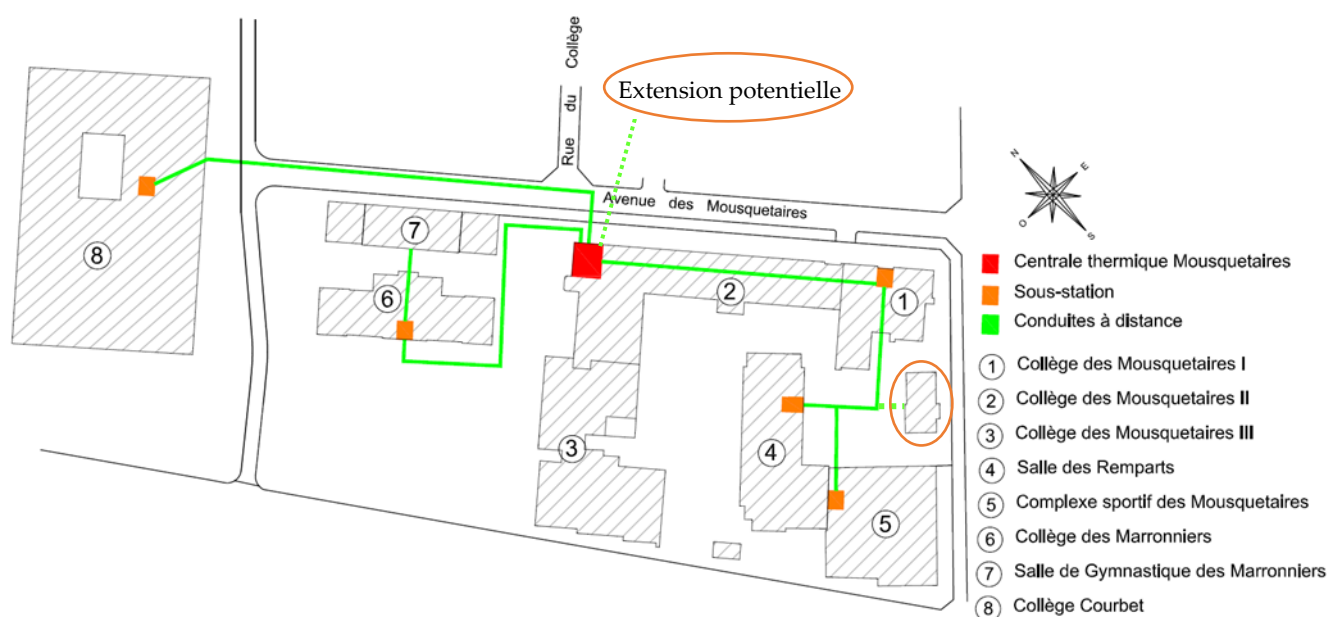 Rue du Collège
Extension potentielle
Avenue des Mousquetaires
N
E
O
S
Centrale thermique Mousquetaires
Sous-station
Conduites à distance
1 Collège des Mousquetaires I
2 Collège des Mousquetaires II
3 Collège des Mousquetaires III
4 Salle des Remparts
5 Complexe sportif des Mousquetaires
6 Collège des Marronniers
7 Salle de Gymnastique des Marronniers
8 Collège Courbet
7
8
6
2
1
3
4
5